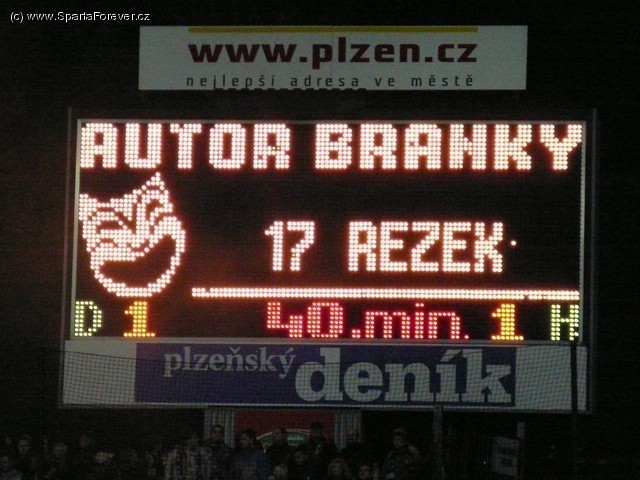 (c) www.SpartaForever.cz
www.plzen.cz
nejlepší adresa ve městě
AUTOR BRANKY
17 REZEK
D 1 40.min. 1 H
plzeňský deník